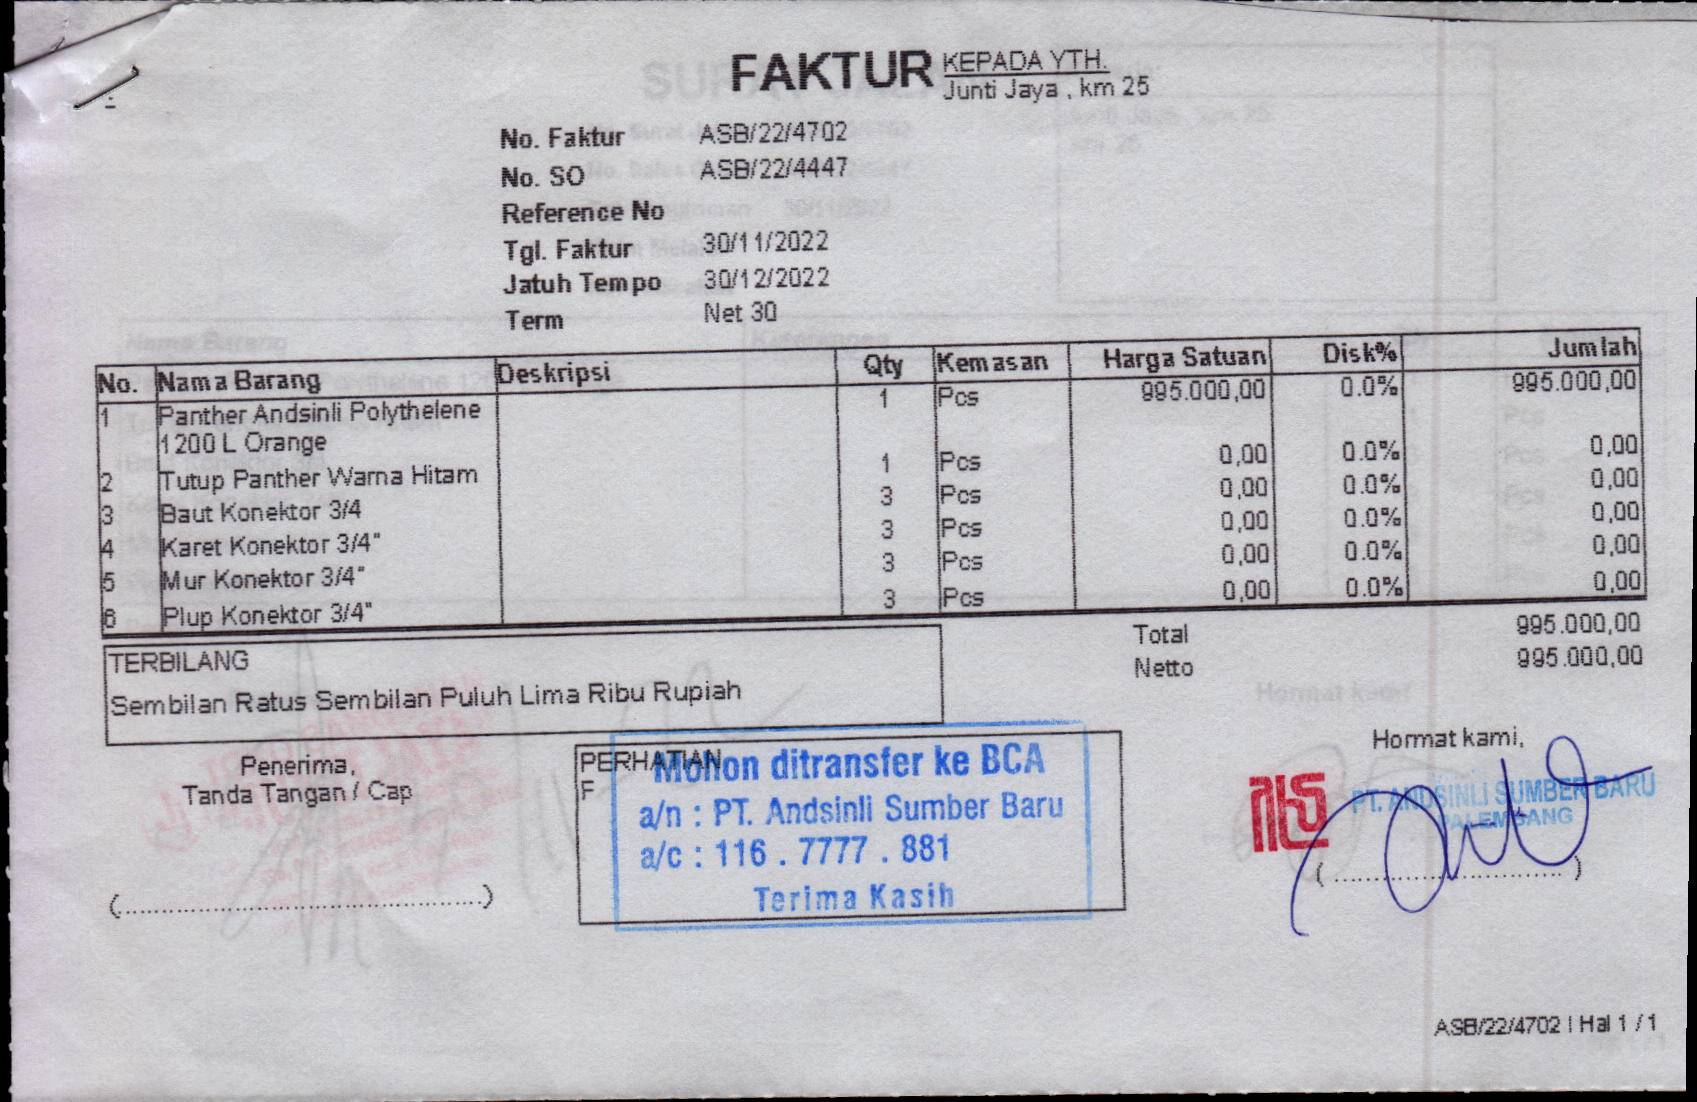 FAKTUR
KEPADA YTH.
Junti Jaya , km 25
No. Faktur ASB/22/4702
No. SO ASB/22/4447
Reference No
Tgl. Faktur 30/11/2022
Jatuh Tempo 30/12/2022
Term Net 30
No. Nama Barang Deskripsi Qty Kemasan Harga Satuan Disk% Jumlah
1 Panther Andsinli Polythelene 1 Pcs 995.000,00 0.0% 995.000,00
1200 L Orange
2 Tutup Panther Warna Hitam 1 Pcs 0,00 0.0% 0,00
3 Baut Konektor 3/4 3 Pcs 0,00 0.0% 0,00
4 Karet Konektor 3/4" 3 Pcs 0,00 0.0% 0,00
5 Mur Konektor 3/4" 3 Pcs 0,00 0.0% 0,00
6 Plup Konektor 3/4" 3 Pcs 0,00 0.0% 0,00
Total 995.000,00
Netto 995.000,00
TERBILANG
Sembilan Ratus Sembilan Puluh Lima Ribu Rupiah
Penerima,
Tanda Tangan / Cap
(..................................................)
PERHATIAN
F
Mohon ditransfer ke BCA
a/n : PT. Andsinli Sumber Baru
a/c : 116 . 7777 . 881
Terima Kasih
Hormat kami,
PT. ANDSINLI SUMBER BARU
PALEMBANG
( ................................ )
ASB/22/4702 | Hal 1 / 1